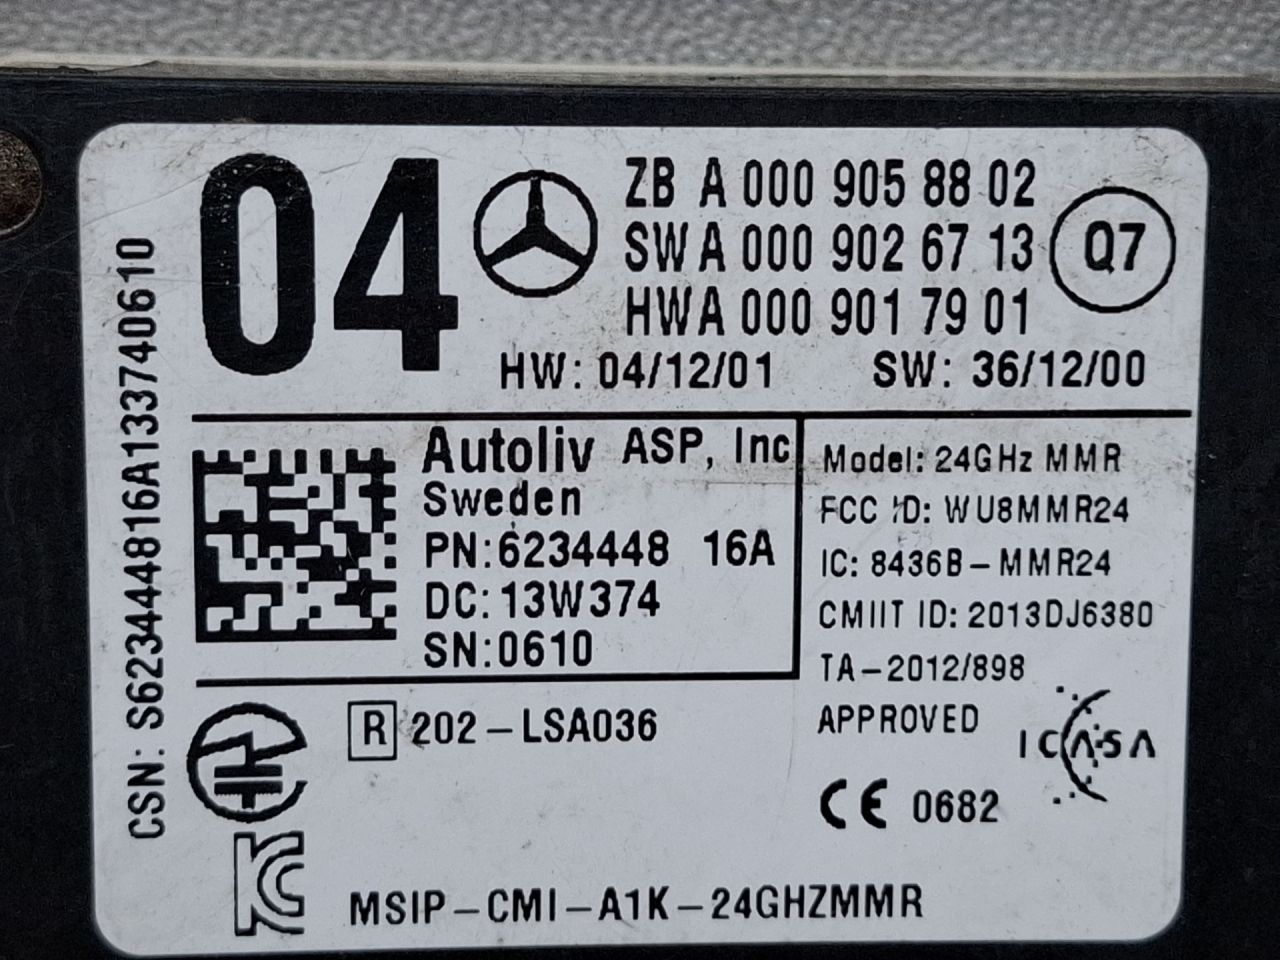 04
ZB A 000 905 88 02
SW A 000 902 67 13
HW A 000 901 79 01
Q7
HW: 04/12/01 SW: 36/12/00
CSN: S623444816A133740610
Autoliv ASP, Inc
Sweden
PN:6234448 16A
DC:13W374
SN:0610
Model: 24GHz MMR
FCC ID: WU8MMR24
IC: 8436B-MMR24
CMIIT ID: 2013DJ6380
TA-2012/898
APPROVED
ICASA
R 202-LSA036
CE 0682
KC
MSIP-CMI-A1K-24GHZMMR